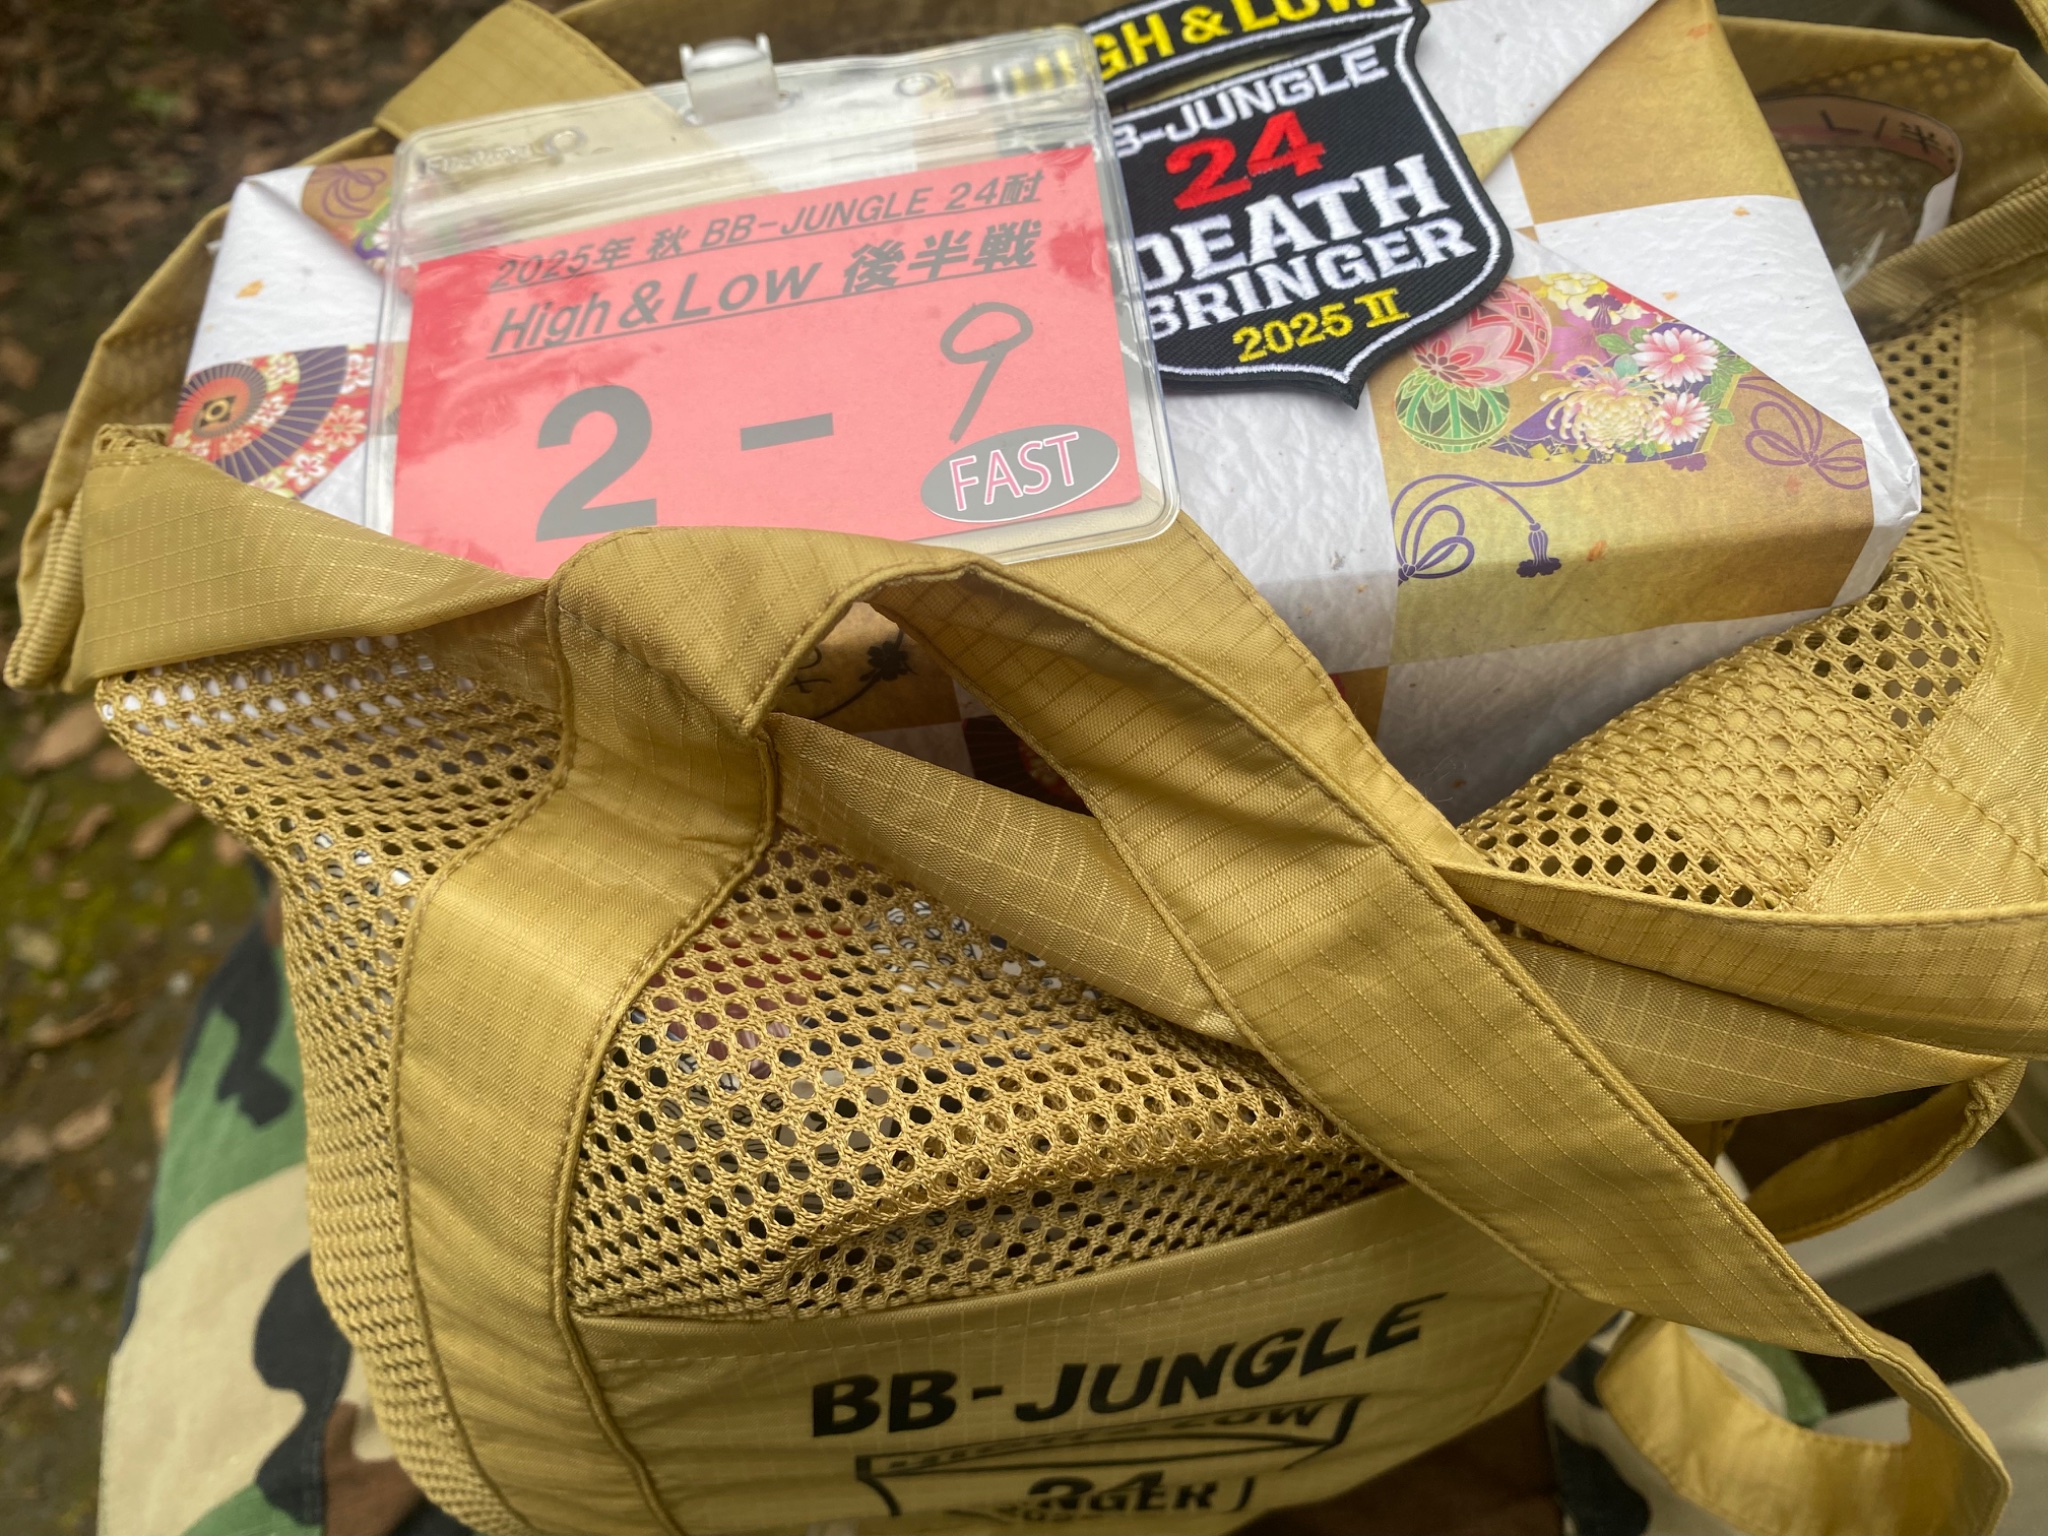 2025年 秋 BB-JUNGLE 24耐
High&Low 後半戦
2 - 9
FAST
HIGH & LOW
BB-JUNGLE
24
DEATH
BRINGER
2025 II
BB-JUNGLE
24